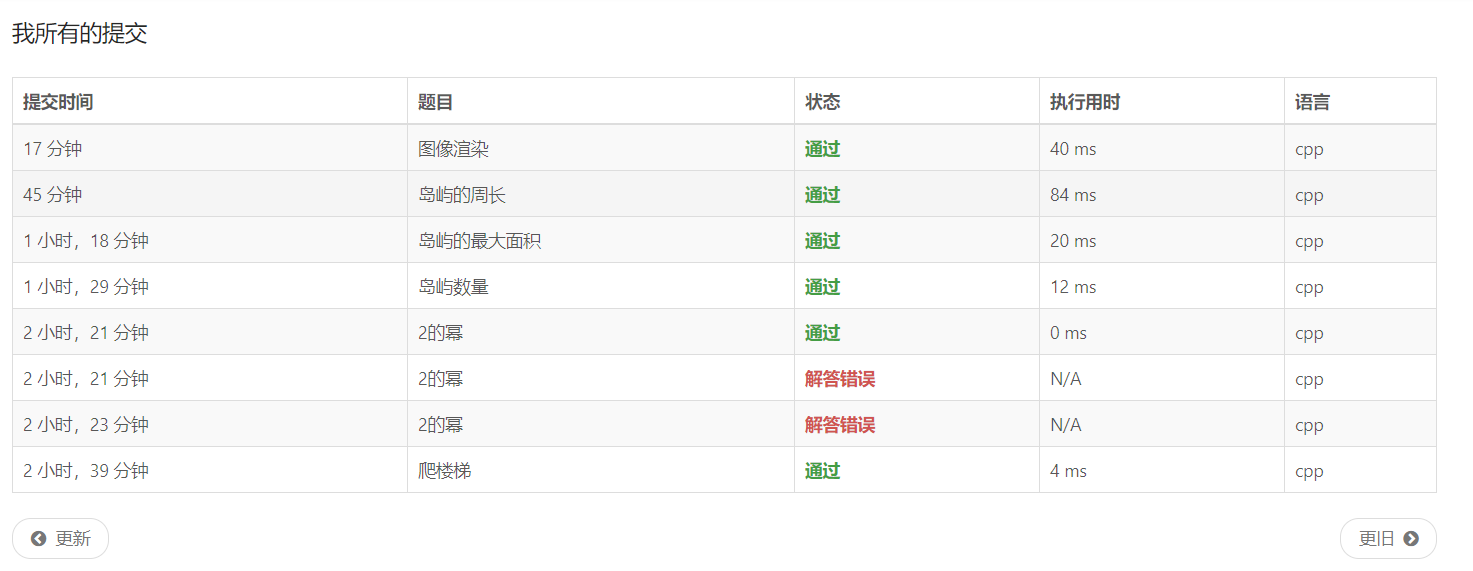 我所有的提交
提交时间 题目 状态 执行用时 语言
17 分钟 图像渲染 通过 40 ms cpp
45 分钟 岛屿的周长 通过 84 ms cpp
1 小时，18 分钟 岛屿的最大面积 通过 20 ms cpp
1 小时，29 分钟 岛屿数量 通过 12 ms cpp
2 小时，21 分钟 2的幂 通过 0 ms cpp
2 小时，21 分钟 2的幂 解答错误 N/A cpp
2 小时，23 分钟 2的幂 解答错误 N/A cpp
2 小时，39 分钟 爬楼梯 通过 4 ms cpp
更新 更旧